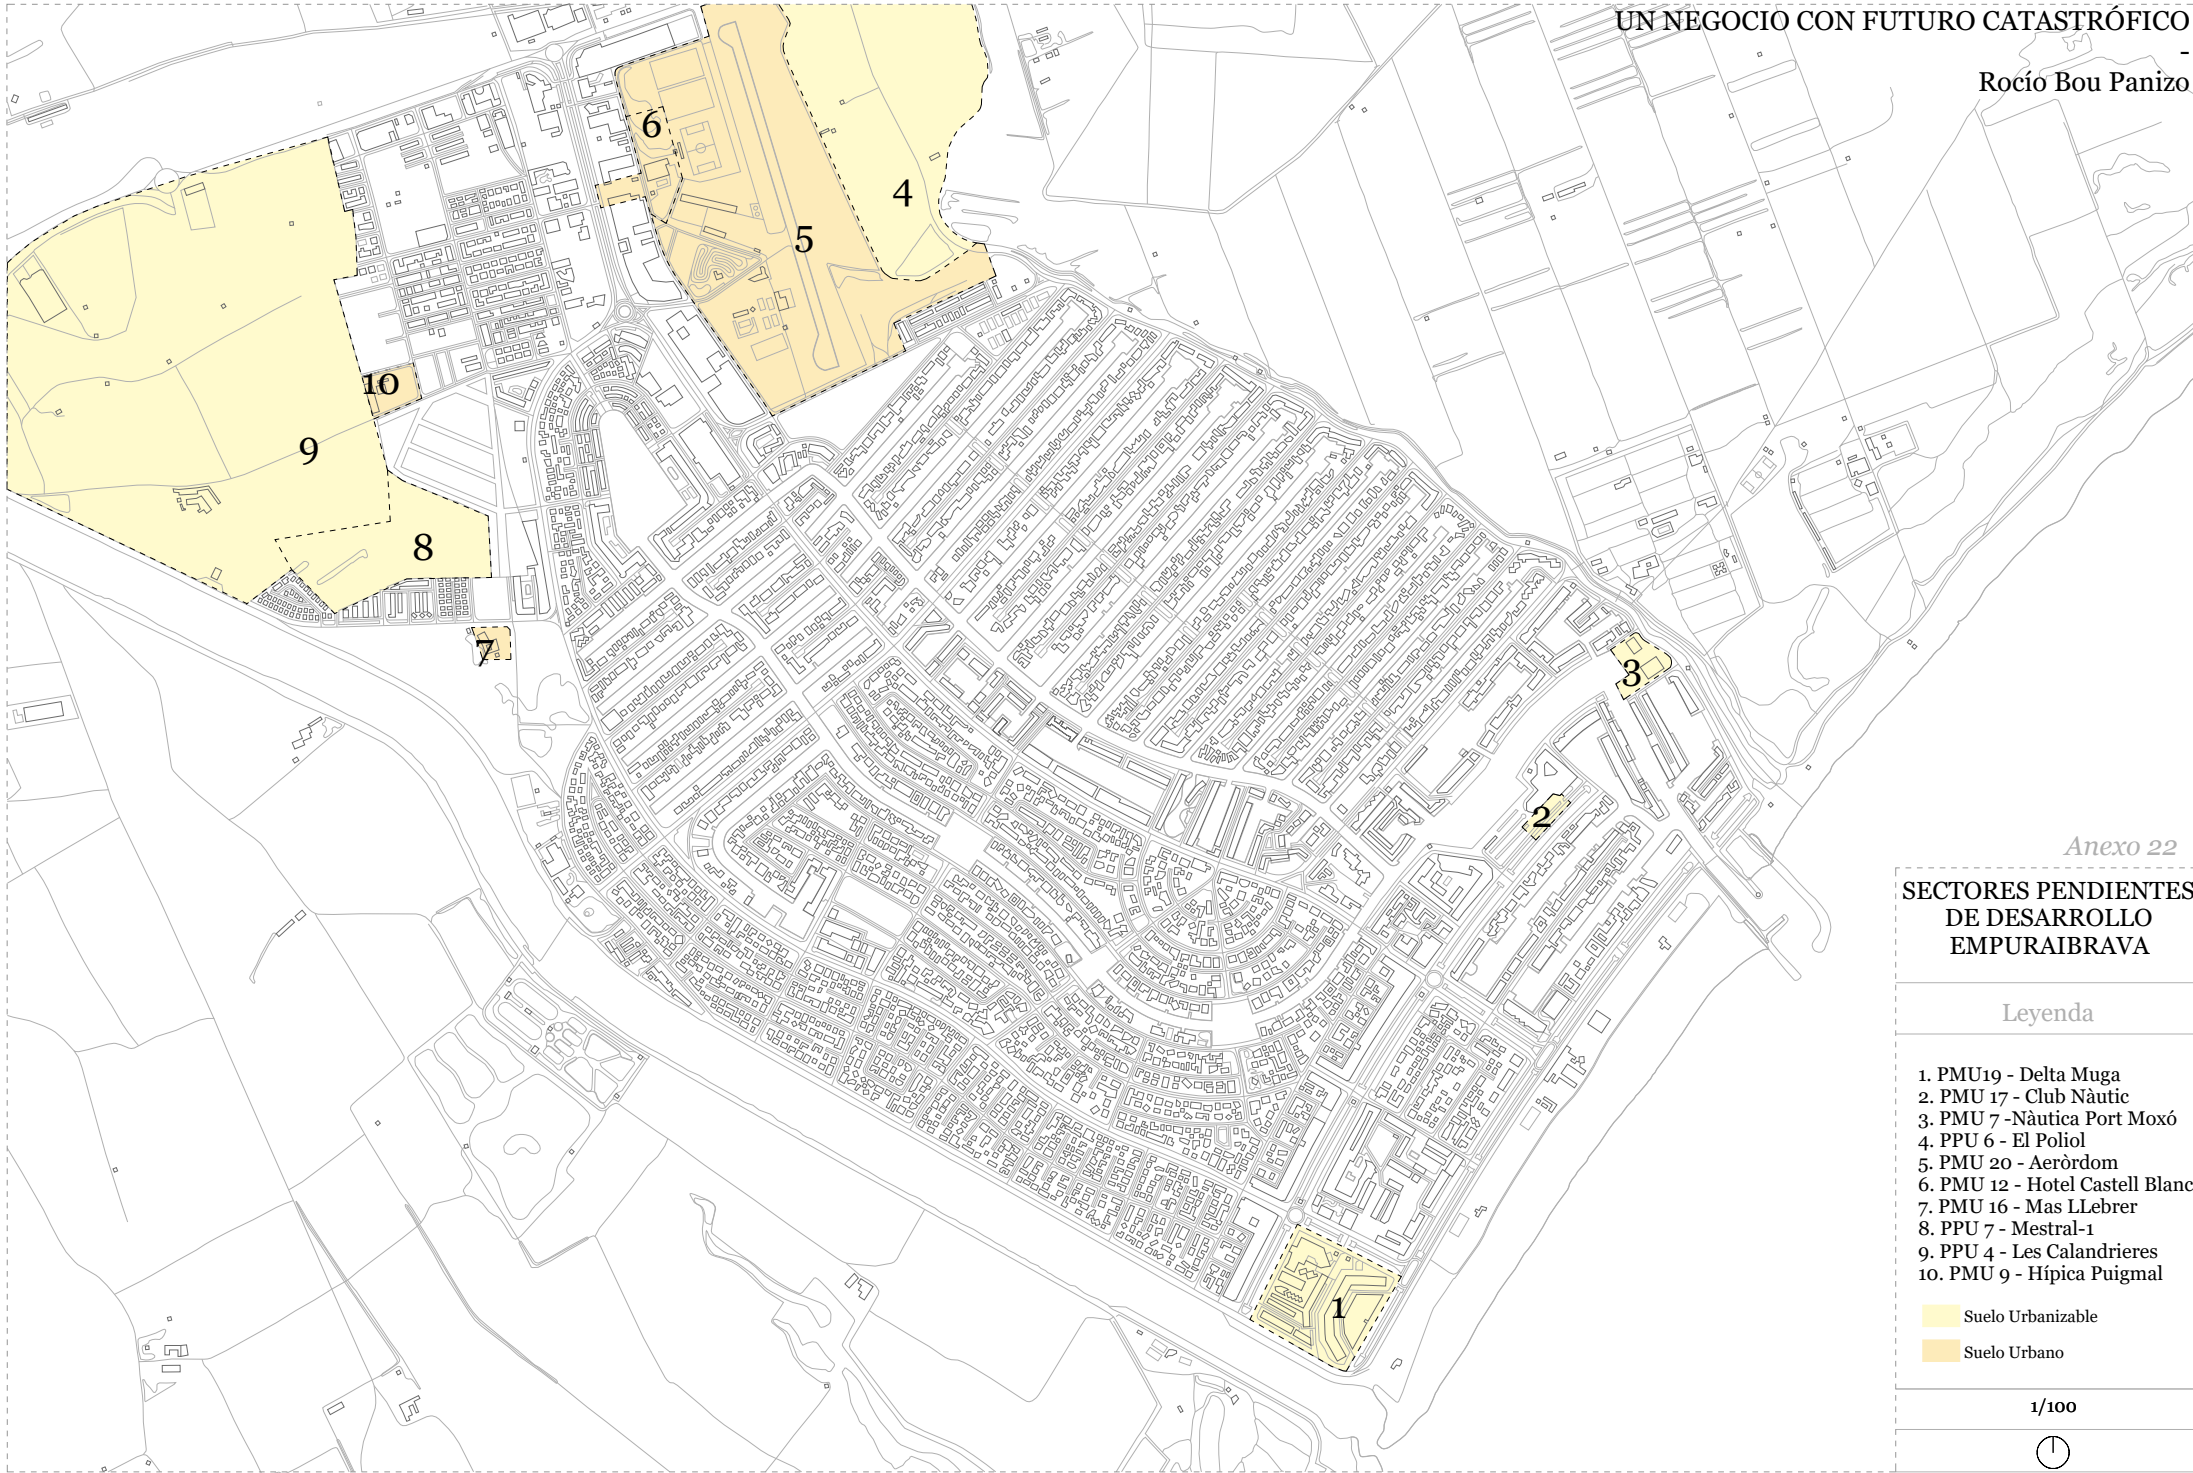 UN NEGOCIO CON FUTURO CATASTRÓFICO
-
Rocío Bou Panizo
6
4
5
10
9
8
7
3
2
1
Anexo 22
SECTORES PENDIENTES
DE DESARROLLO
EMPURAIBRAVA
Leyenda
1. PMU19 - Delta Muga
2. PMU 17 - Club Nàutic
3. PMU 7 -Nàutica Port Moxó
4. PPU 6 - El Poliol
5. PMU 20 - Aeròrdom
6. PMU 12 - Hotel Castell Blanc
7. PMU 16 - Mas LLebrer
8. PPU 7 - Mestral-1
9. PPU 4 - Les Calandrieres
10. PMU 9 - Hípica Puigmal
Suelo Urbanizable
Suelo Urbano
1/100